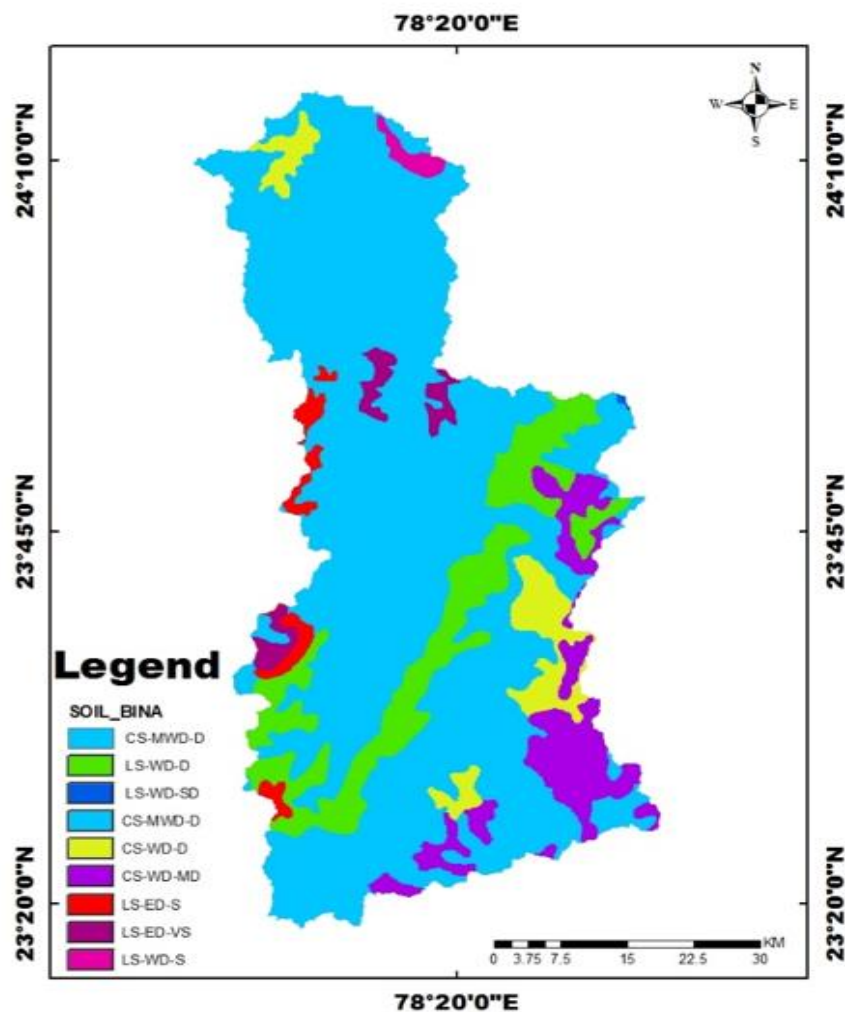 78°20'0"E
N
W E
S
24°10'0"N 24°10'0"N
23°45'0"N 23°45'0"N
Legend
SOIL_BINA
CS-MWD-D
LS-WD-D
LS-WD-SD
CS-MWD-D
CS-WD-D
CS-WD-MD
LS-ED-S
LS-ED-VS
LS-WD-S
23°20'0"N 23°20'0"N
KM
0 3.75 7.5 15 22.5 30
78°20'0"E